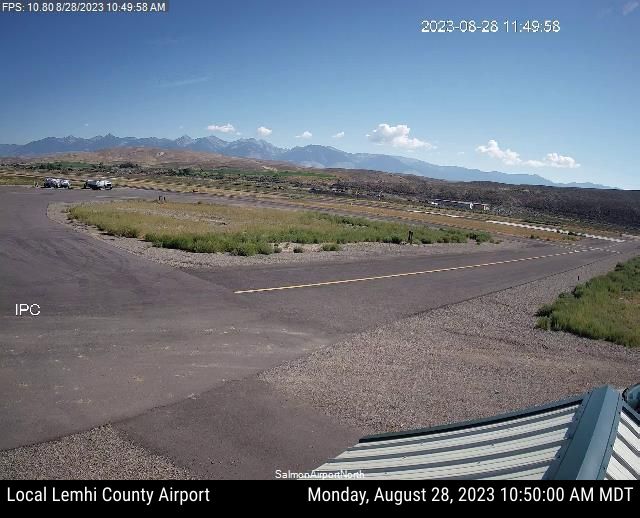 FPS: 10.80 8/28/2023 10:49:58 AM MDT
2023-08-28 11:49:58
IPC
SalmonAirportNorth
Local Lemhi County Airport Monday, August 28, 2023 10:50:00 AM MDT